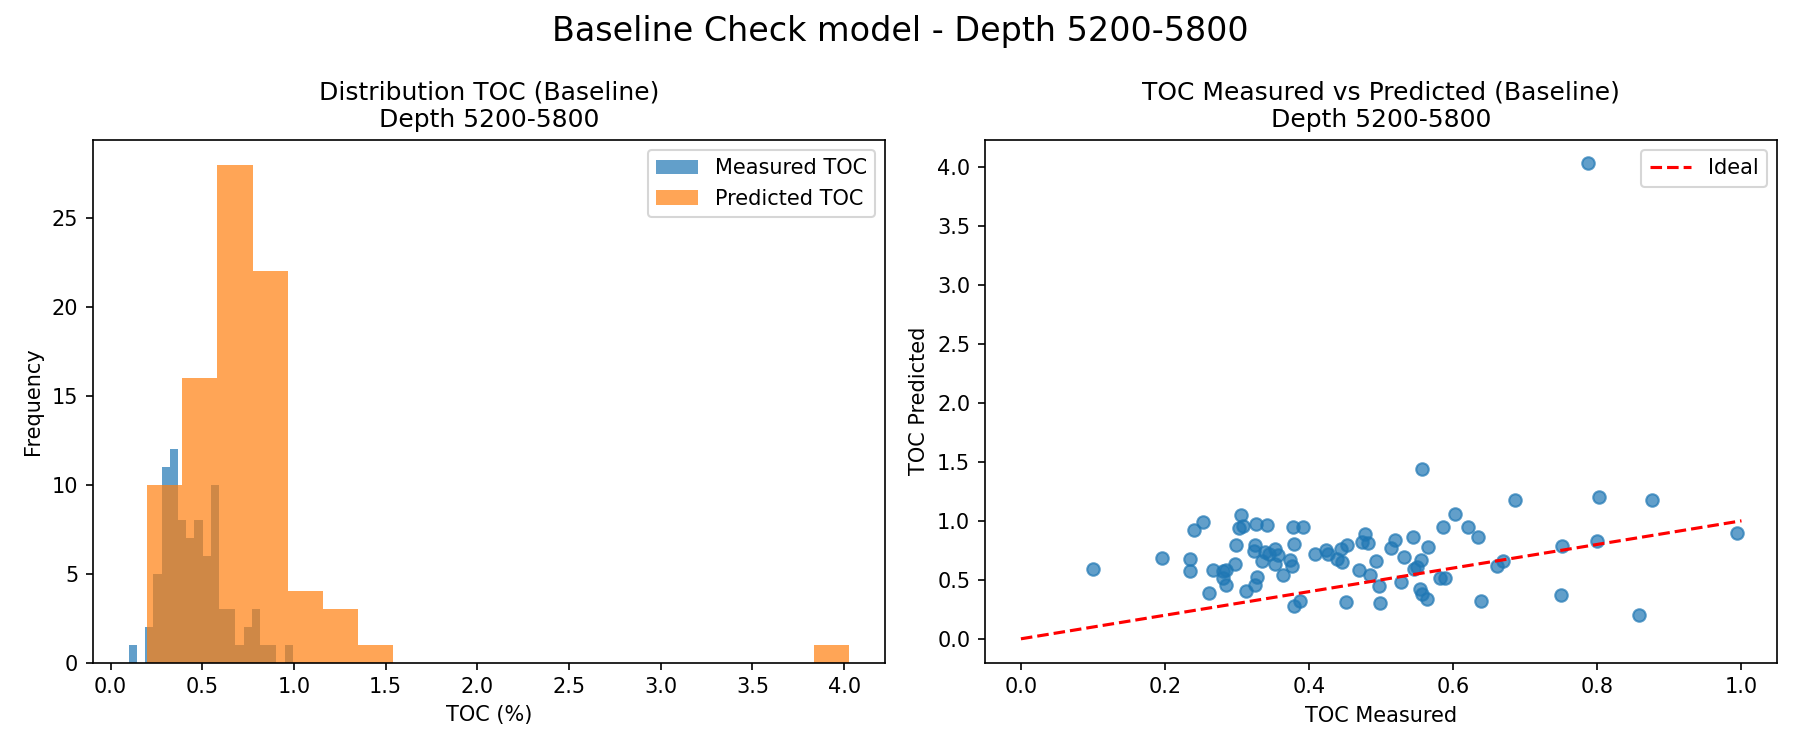 Baseline Check model - Depth 5200-5800
Distribution TOC (Baseline)
Depth 5200-5800
Measured TOC
Predicted TOC
Frequency
25
20
15
10
5
0
0.0 0.5 1.0 1.5 2.0 2.5 3.0 3.5 4.0
TOC (%)
TOC Measured vs Predicted (Baseline)
Depth 5200-5800
Ideal
TOC Predicted
4.0
3.5
3.0
2.5
2.0
1.5
1.0
0.5
0.0
0.0 0.2 0.4 0.6 0.8 1.0
TOC Measured